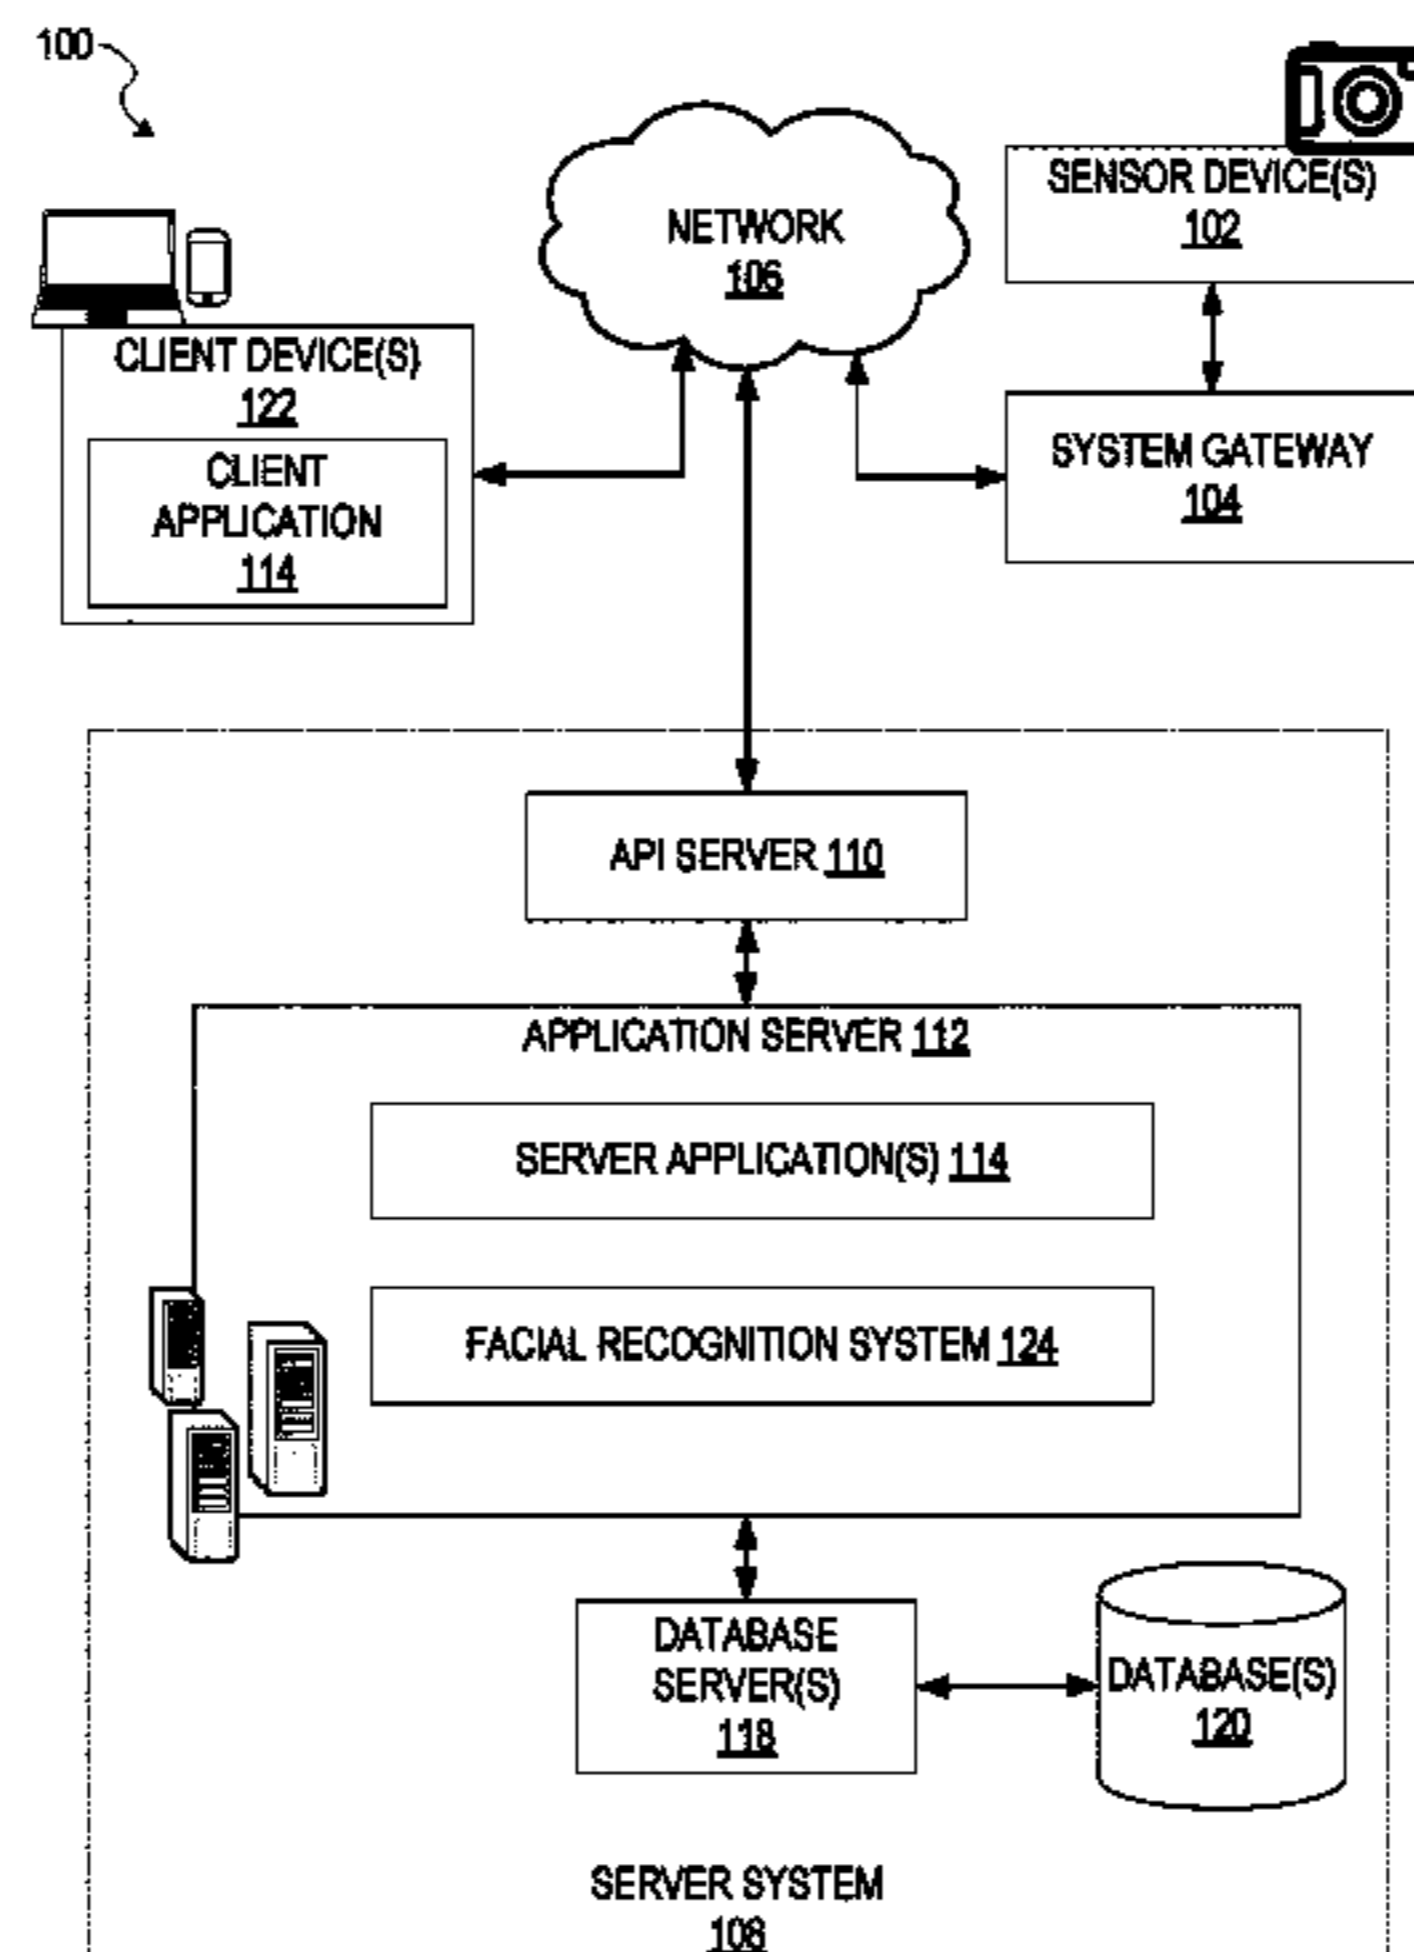 100
NETWORK
106
SENSOR DEVICE(S)
102
CLIENT DEVICE(S)
122
CLIENT
APPLICATION
114
SYSTEM GATEWAY
104
API SERVER 110
APPLICATION SERVER 112
SERVER APPLICATION(S) 114
FACIAL RECOGNITION SYSTEM 124
DATABASE
SERVER(S)
118
DATABASE(S)
120
SERVER SYSTEM
108